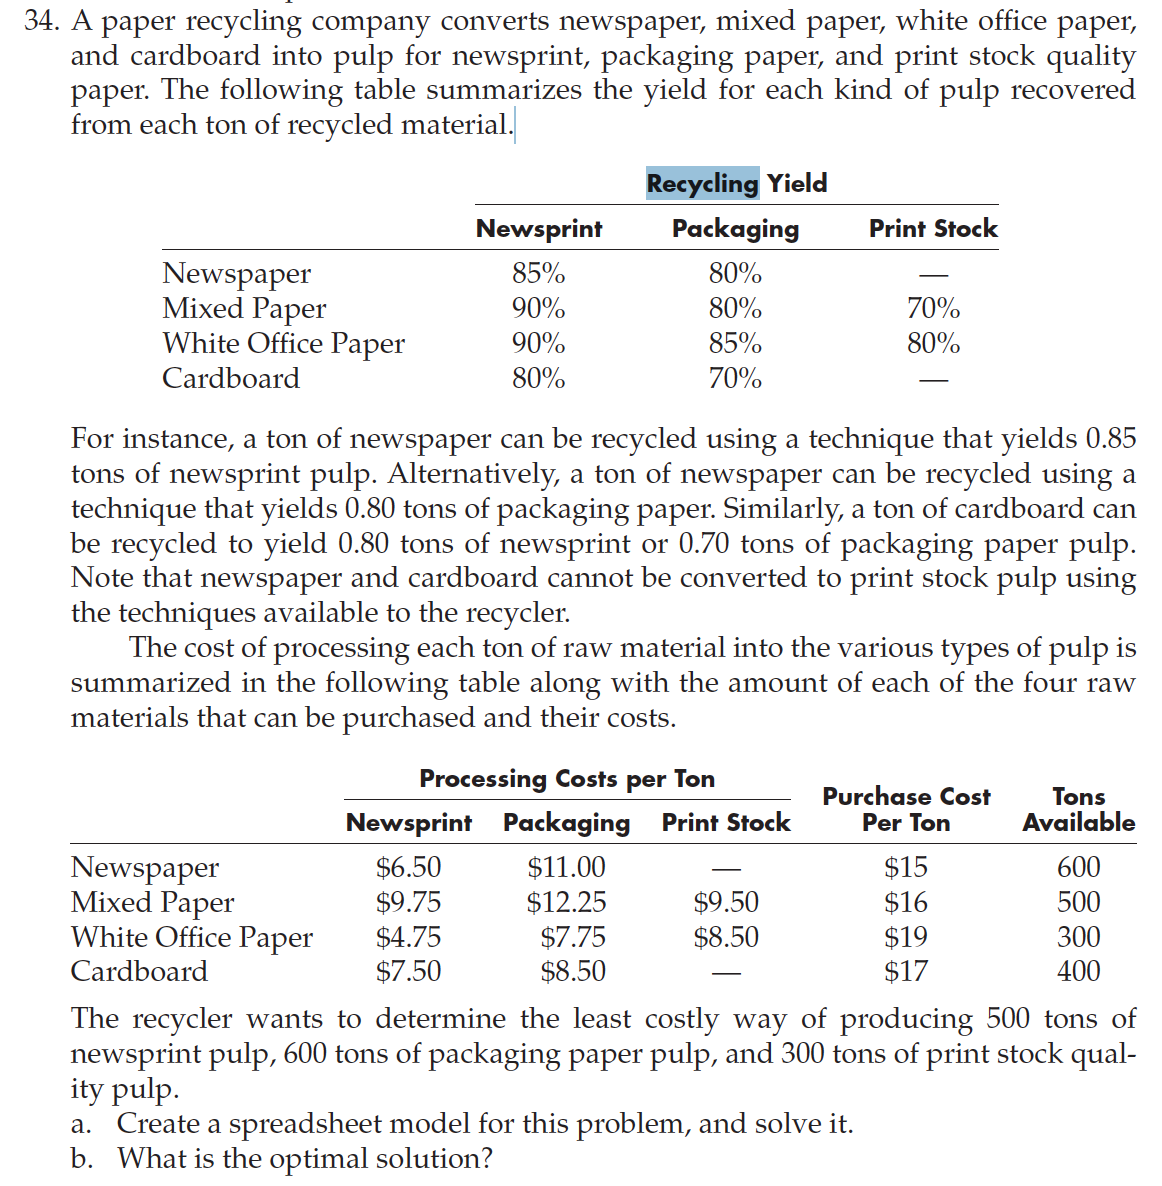 34. A paper recycling company converts newspaper, mixed paper, white office paper,
and cardboard into pulp for newsprint, packaging paper, and print stock quality
paper. The following table summarizes the yield for each kind of pulp recovered
from each ton of recycled material.
Recycling Yield
Newsprint Packaging Print Stock
Newspaper 85% 80% —
Mixed Paper 90% 80% 70%
White Office Paper 90% 85% 80%
Cardboard 80% 70% —
For instance, a ton of newspaper can be recycled using a technique that yields 0.85
tons of newsprint pulp. Alternatively, a ton of newspaper can be recycled using a
technique that yields 0.80 tons of packaging paper. Similarly, a ton of cardboard can
be recycled to yield 0.80 tons of newsprint or 0.70 tons of packaging paper pulp.
Note that newspaper and cardboard cannot be converted to print stock pulp using
the techniques available to the recycler.
The cost of processing each ton of raw material into the various types of pulp is
summarized in the following table along with the amount of each of the four raw
materials that can be purchased and their costs.
Processing Costs per Ton
Purchase Cost Tons
Newsprint Packaging Print Stock Per Ton Available
Newspaper $6.50 $11.00 — $15 600
Mixed Paper $9.75 $12.25 $9.50 $16 500
White Office Paper $4.75 $7.75 $8.50 $19 300
Cardboard $7.50 $8.50 — $17 400
The recycler wants to determine the least costly way of producing 500 tons of
newsprint pulp, 600 tons of packaging paper pulp, and 300 tons of print stock qual-
ity pulp.
a. Create a spreadsheet model for this problem, and solve it.
b. What is the optimal solution?